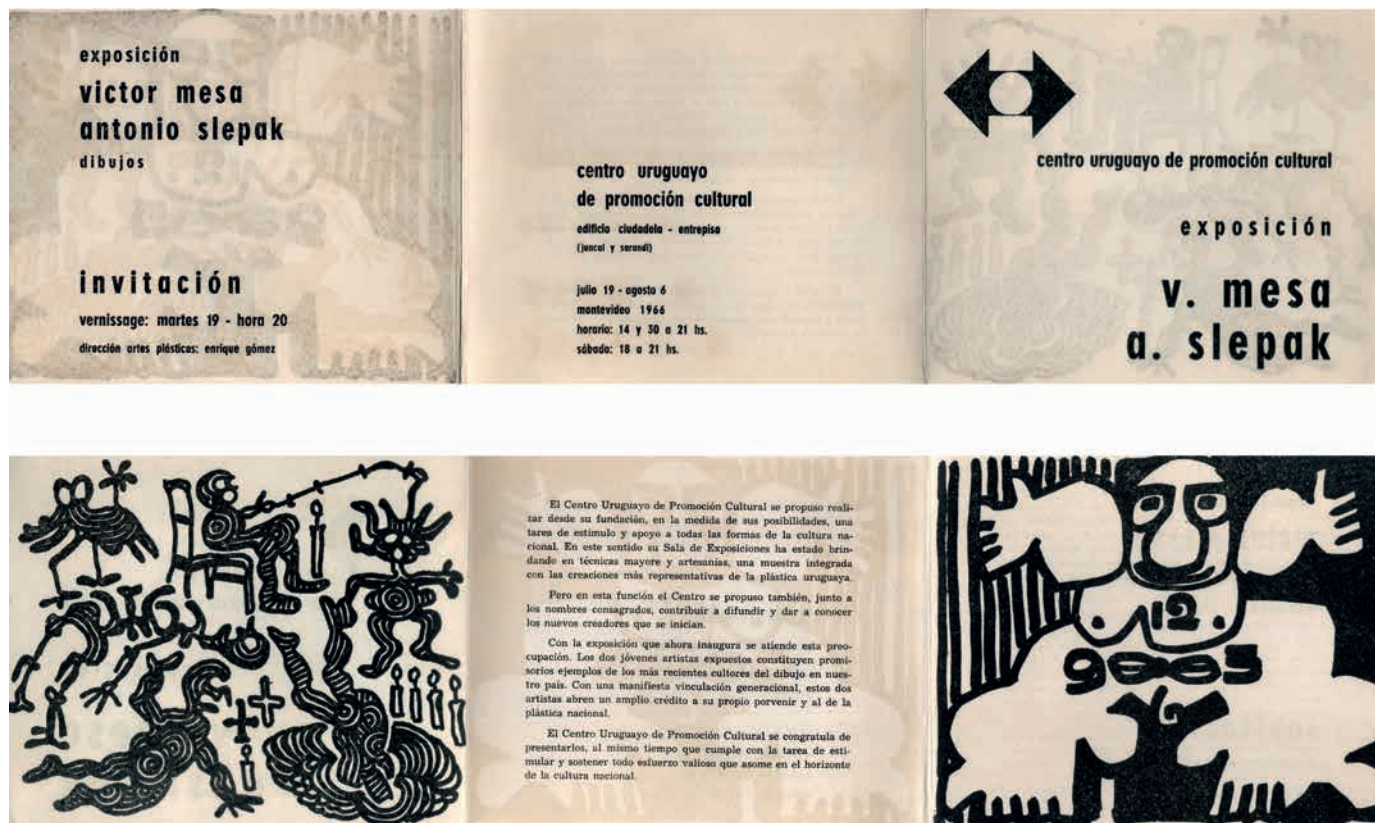 exposición
victor mesa
antonio slepak
dibujos
invitación
vernissage: martes 19 - hora 20
dirección artes plásticas: enrique gómez
centro uruguayo
de promoción cultural
edificio ciudadela - entrepiso
(juncal y sarandí)
julio 19 - agosto 6
montevideo 1966
horario: 14 y 30 a 21 hs.
sábado: 18 a 21 hs.
centro uruguayo de promoción cultural
exposición
v. mesa
a. slepak
El Centro Uruguayo de Promoción Cultural se propuso reali-
zar desde su fundación, en la medida de sus posibilidades, una
tarea de estímulo y apoyo a todas las formas de la cultura na-
cional. En este sentido su Sala de Exposiciones ha estado brin-
dando en técnicas mayore y artesanías, una muestra integrada
con las creaciones más representativas de la plástica uruguaya.
Pero en esta función el Centro se propuso también, junto a
los nombres consagrados, contribuir a difundir y dar a conocer
los nuevos creadores que se inician.
Con la exposición que ahora inaugura se atiende esta preo-
cupación. Los dos jóvenes artistas expuestos constituyen promi-
sorios ejemplos de los más recientes cultores del dibujo en nues-
tro país. Con una manifiesta vinculación generacional, estos dos
artistas abren un amplio crédito a su propio porvenir y al de la
plástica nacional.
El Centro Uruguayo de Promoción Cultural se congratula de
presentarlos, al mismo tiempo que cumple con la tarea de esti-
mular y sostener todo esfuerzo valioso que asome en el horizonte
de la cultura nacional.
12